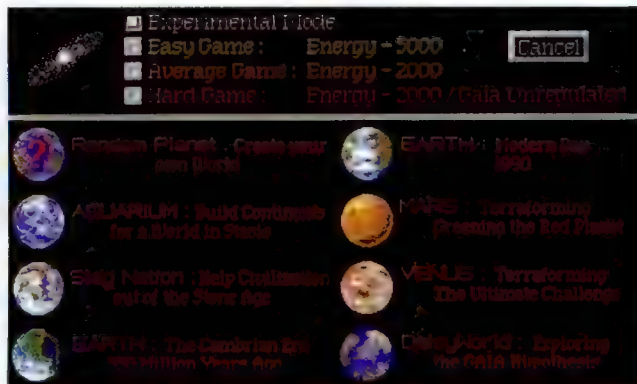 Experimental Mode
Easy Game : Energy - 5000
Cancel
Average Game : Energy - 2000
Hard Game : Energy - 2000 / Gaia Unregulated
Random Planet : Create your
own World
EARTH : Modern Day
1990
AQUARIUM : Build Continents
for a World in Stasis
MARS : Terraforming
Greening the Red Planet
Stag Nation : Help Civilization
out of the Stone Age
VENUS : Terraforming
The Ultimate Challenge
EARTH : The Cambrian Era
550 Million Years Ago
DaisyWorld : Exploring
the GAIA Hypothesis